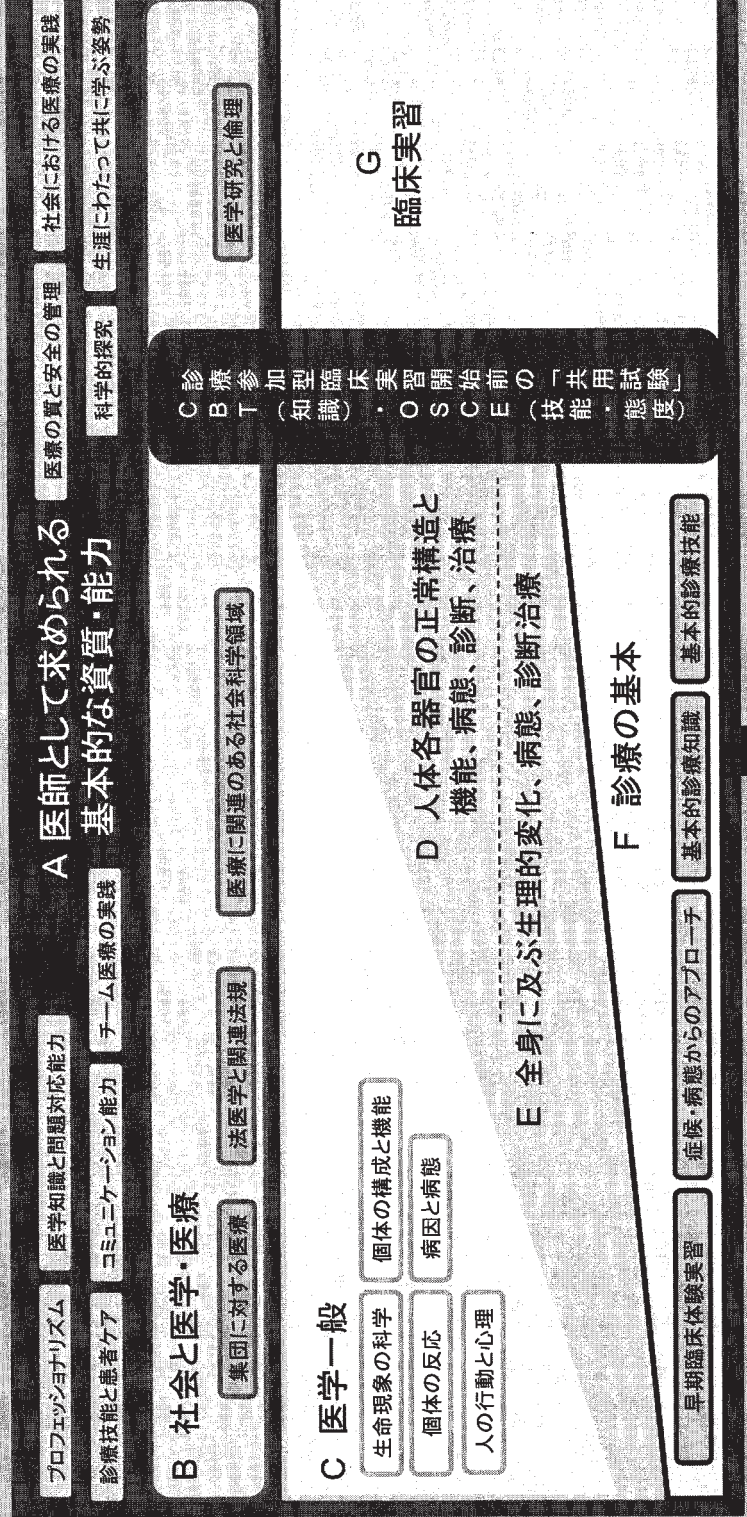 A 医師として求められる
基本的な資質・能力
プロフェッショナリズム
医学知識と問題対応能力
診療技能と患者ケア
コミュニケーション能力
チーム医療の実践
医療の質と安全の管理
社会における医療の実践
科学的探究
生涯にわたって共に学ぶ姿勢
B 社会と医学・医療
集団に対する医療
法医学と関連法規
医療に関連のある社会科学領域
医学研究と倫理
C 医学一般
生命現象の科学
個体の構成と機能
個体の反応
病因と病態
人の行動と心理
D 人体各器官の正常構造と
機能、病態、診断、治療
E 全身に及ぶ生理的変化、病態、診断治療
F 診療の基本
早期臨床体験実習
症候・病態からのアプローチ
基本的診療知識
基本的診療技能
診療参加型臨床実習開始前の「共用試験」
CBT（知識）・OSCE（技能・態度）
G
臨床実習